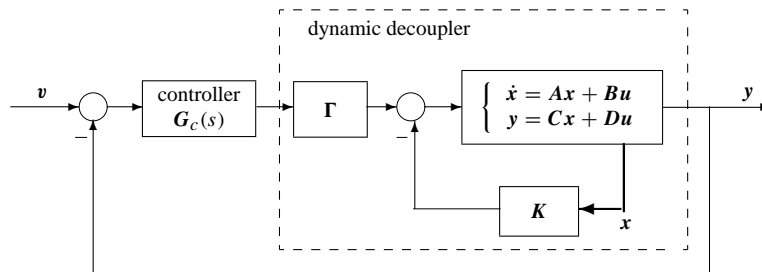 dynamic decoupler
v
controller
G_c(s)
Γ
ẋ = Ax + Bu
y = Cx + Du
y
−
−
K
x